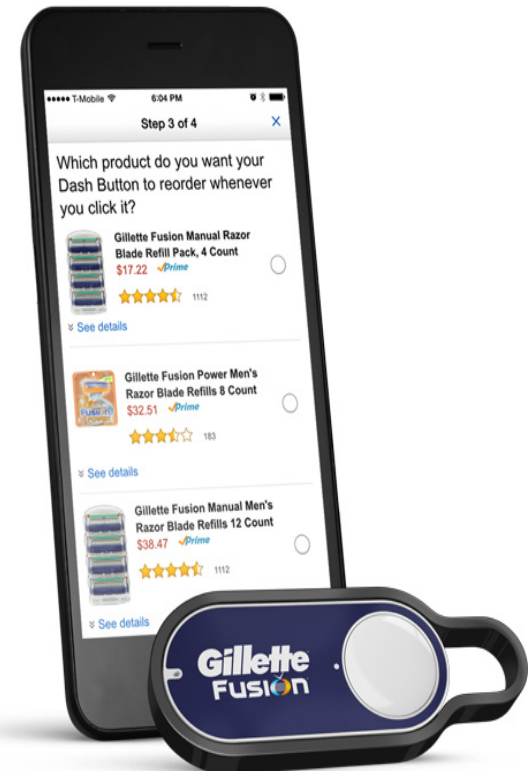 T-Mobile 6:04 PM
Step 3 of 4
Which product do you want your
Dash Button to reorder whenever
you click it?
Gillette Fusion Manual Razor
Blade Refill Pack, 4 Count
$17.22 Prime
1112
See details
Gillette Fusion Power Men's
Razor Blade Refills 8 Count
$32.51 Prime
183
See details
Gillette Fusion Manual Men's
Razor Blade Refills 12 Count
$38.47 Prime
1112
See details
Gillette
Fusion